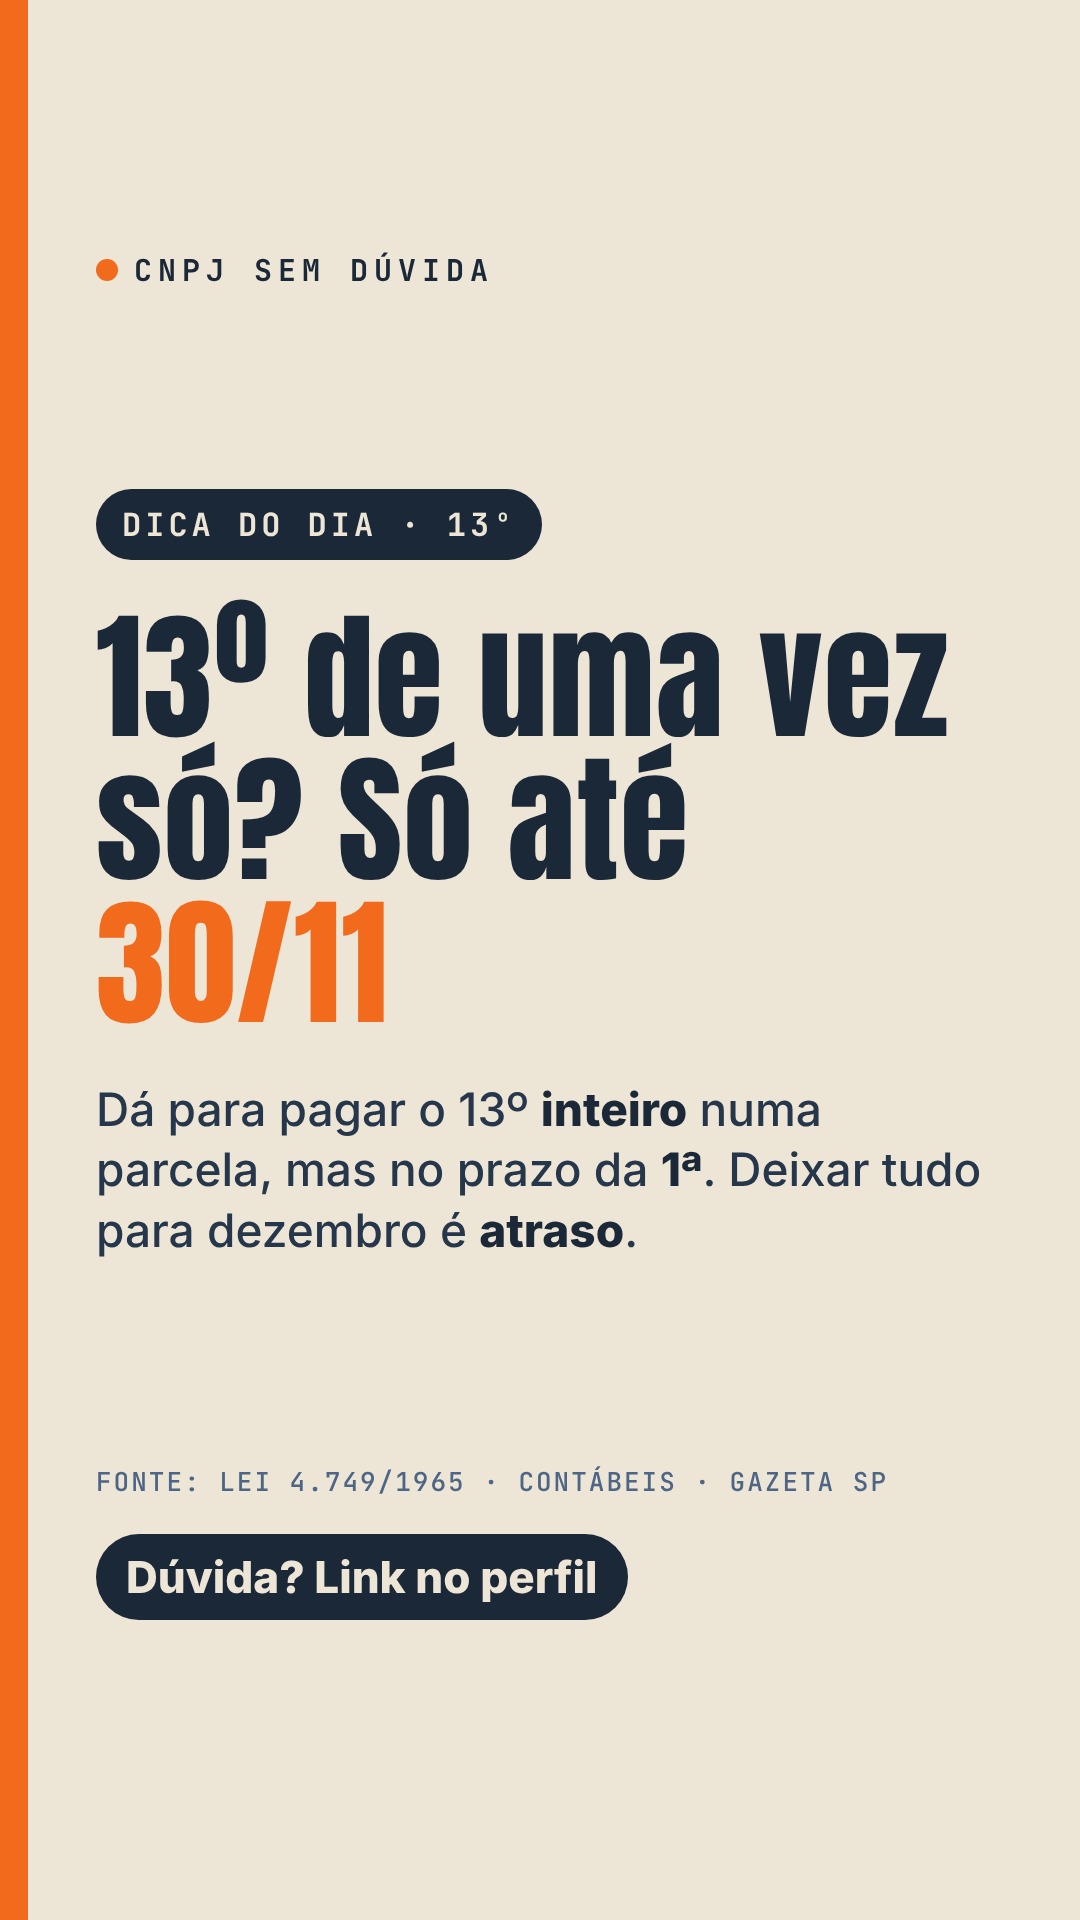 CNPJ SEM DÚVIDA
DICA DO DIA · 13º
13º de uma vez
só? Só até
30/11
Dá para pagar o 13º inteiro numa
parcela, mas no prazo da 1ª. Deixar tudo
para dezembro é atraso.
FONTE: LEI 4.749/1965 · CONTÁBEIS · GAZETA SP
Dúvida? Link no perfil